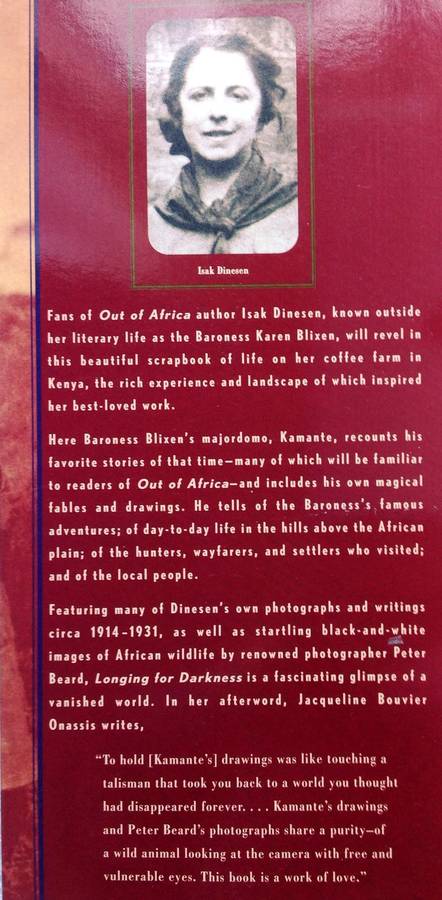 Isak Dinesen
Fans of Out of Africa author Isak Dinesen, known outside
her literary life as the Baroness Karen Blixen, will revel in
this beautiful scrapbook of life on her coffee farm in
Kenya, the rich experience and landscape of which inspired
her best-loved work.
Here Baroness Blixen's majordomo, Kamante, recounts his
favorite stories of that time—many of which will be familiar
to readers of Out of Africa—and includes his own magical
fables and drawings. He tells of the Baroness's famous
adventures; of day-to-day life in the hills above the African
plain; of the hunters, wayfarers, and settlers who visited;
and of the local people.
Featuring many of Dinesen's own photographs and writings
circa 1914–1931, as well as startling black-and-white
images of African wildlife by renowned photographer Peter
Beard, Longing for Darkness is a fascinating glimpse of a
vanished world. In her afterword, Jacqueline Bouvier
Onassis writes,
"To hold [Kamante's] drawings was like touching a
talisman that took you back to a world you thought
had disappeared forever. . . . Kamante's drawings
and Peter Beard's photographs share a purity—of
a wild animal looking at the camera with free and
vulnerable eyes. This book is a work of love."